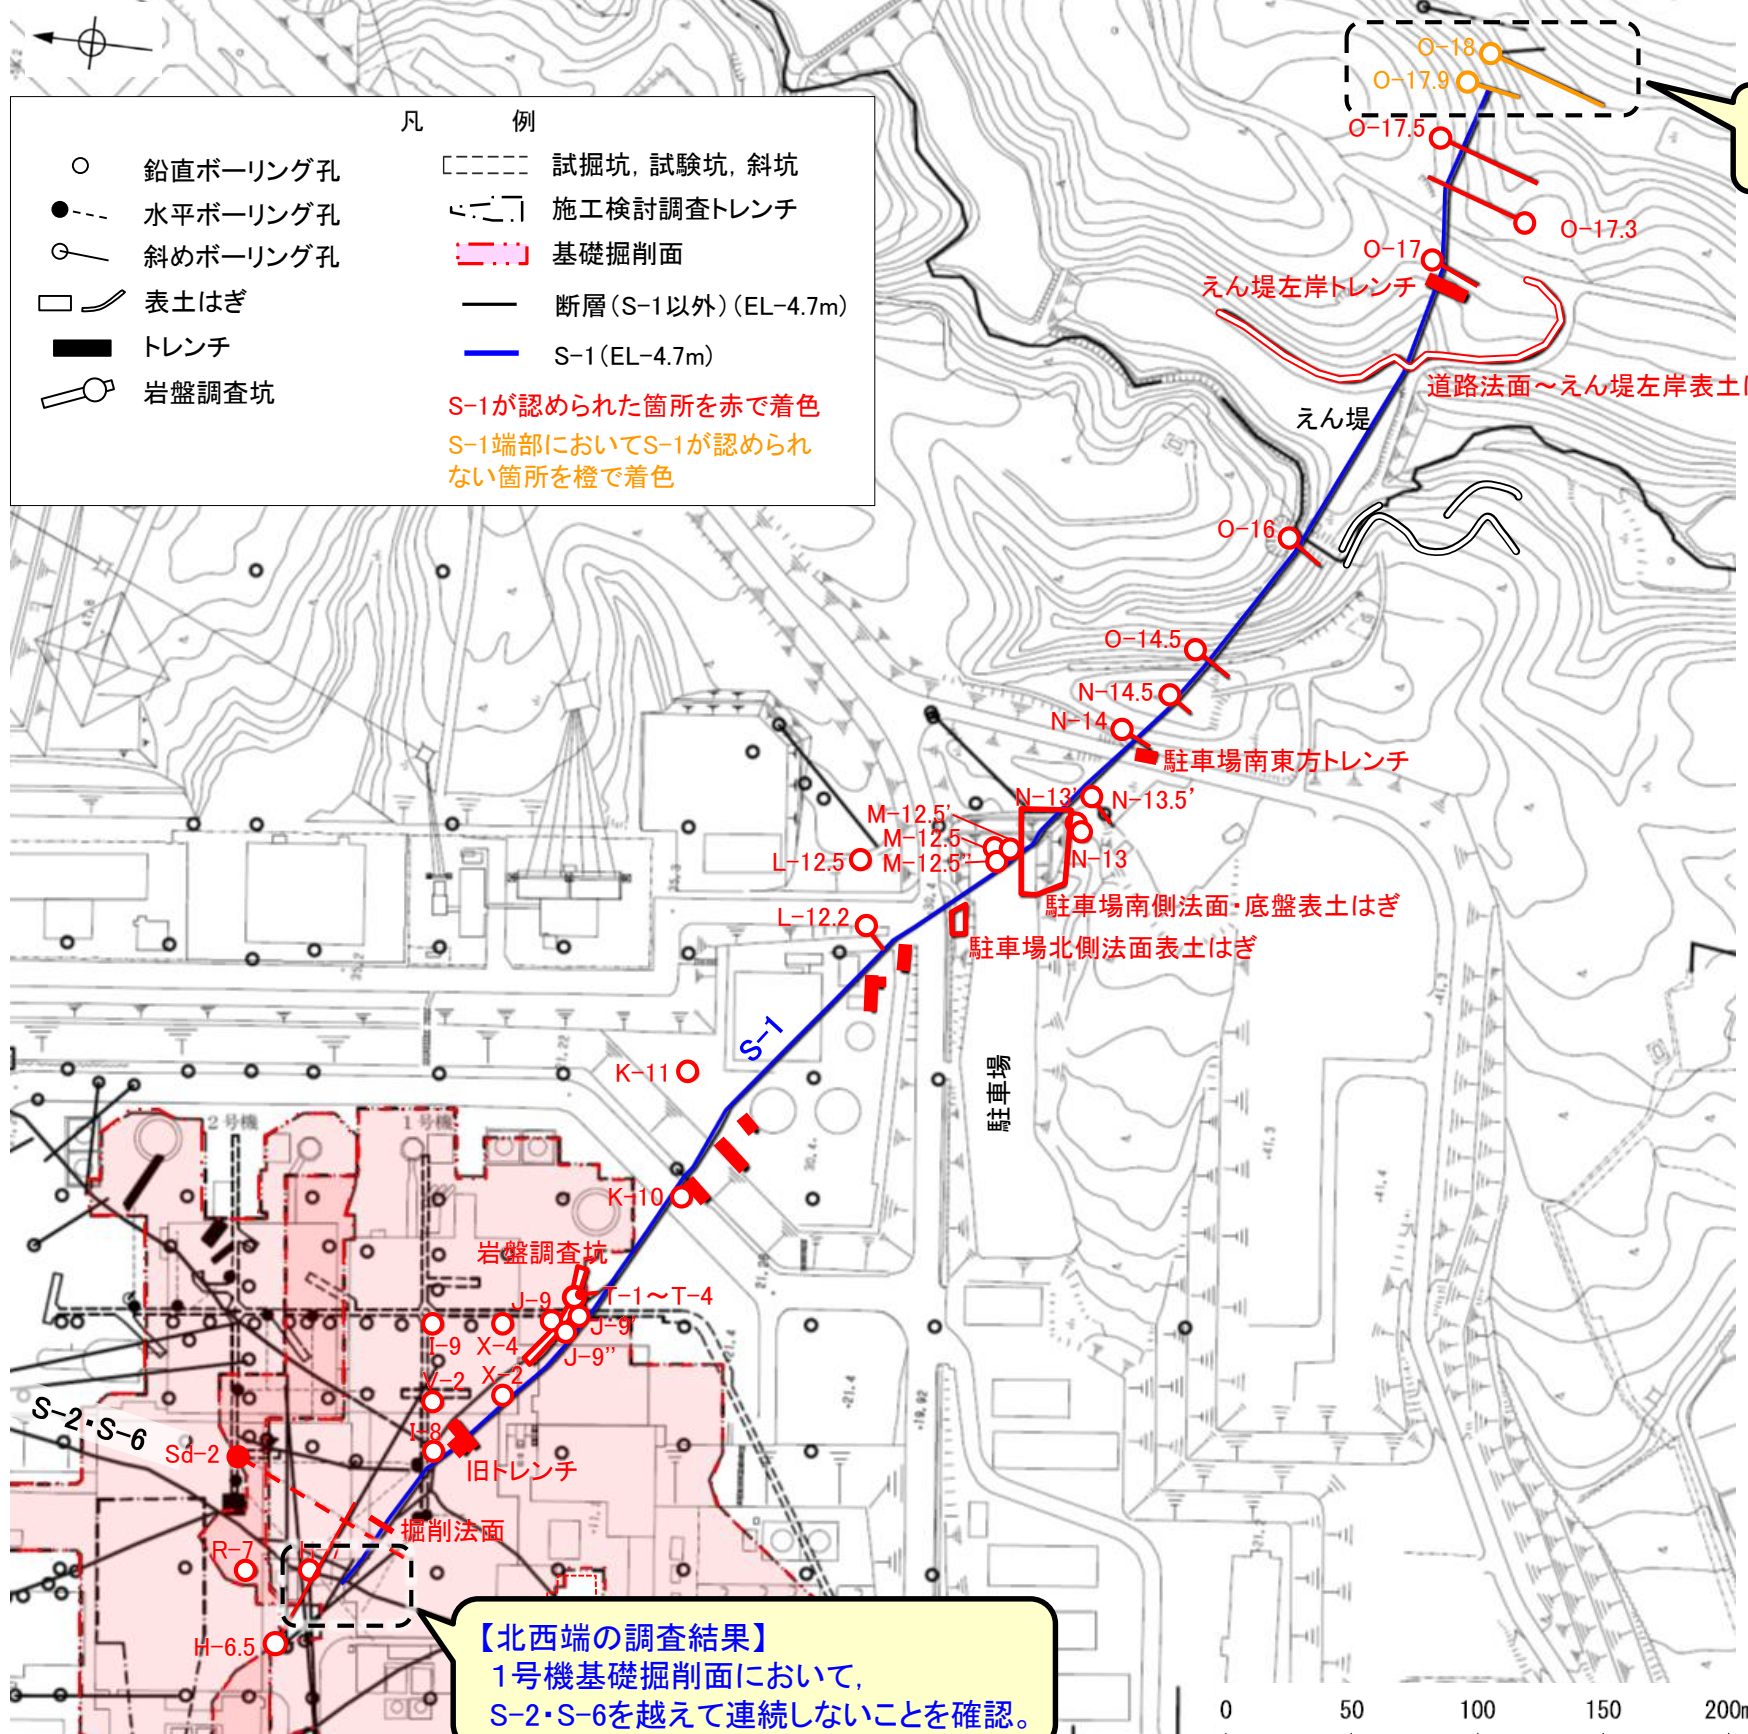 凡　例
鉛直ボーリング孔
水平ボーリング孔
斜めボーリング孔
表土はぎ
トレンチ
岩盤調査坑
試掘坑, 試験坑, 斜坑
施工検討調査トレンチ
基礎掘削面
断層(S-1以外)(EL-4.7m)
S-1(EL-4.7m)
S-1が認められた箇所を赤で着色
S-1端部においてS-1が認められ
ない箇所を橙で着色
O-18
O-17.9
O-17.5
O-17.3
O-17
えん堤左岸トレンチ
道路法面～えん堤左岸表土
えん堤
O-16
O-14.5
N-14.5
N-14
駐車場南東方トレンチ
N-13'
N-13.5'
M-12.5'
M-12.5
M-12.5''
L-12.5
N-13
駐車場南側法面・底盤表土はぎ
L-12.2
駐車場北側法面表土はぎ
S-1
駐車場
K-11
2号機
1号機
K-10
岩盤調査坑
T-1～T-4
J-9
J-9'
J-9''
I-9
X-4
X-2
V-2
I-8
旧トレンチ
S-2・S-6
Sd-2
掘削法面
R-7
H-6.5
【北西端の調査結果】
1号機基礎掘削面において,
S-2・S-6を越えて連続しないことを確認。
0 50 100 150 200m